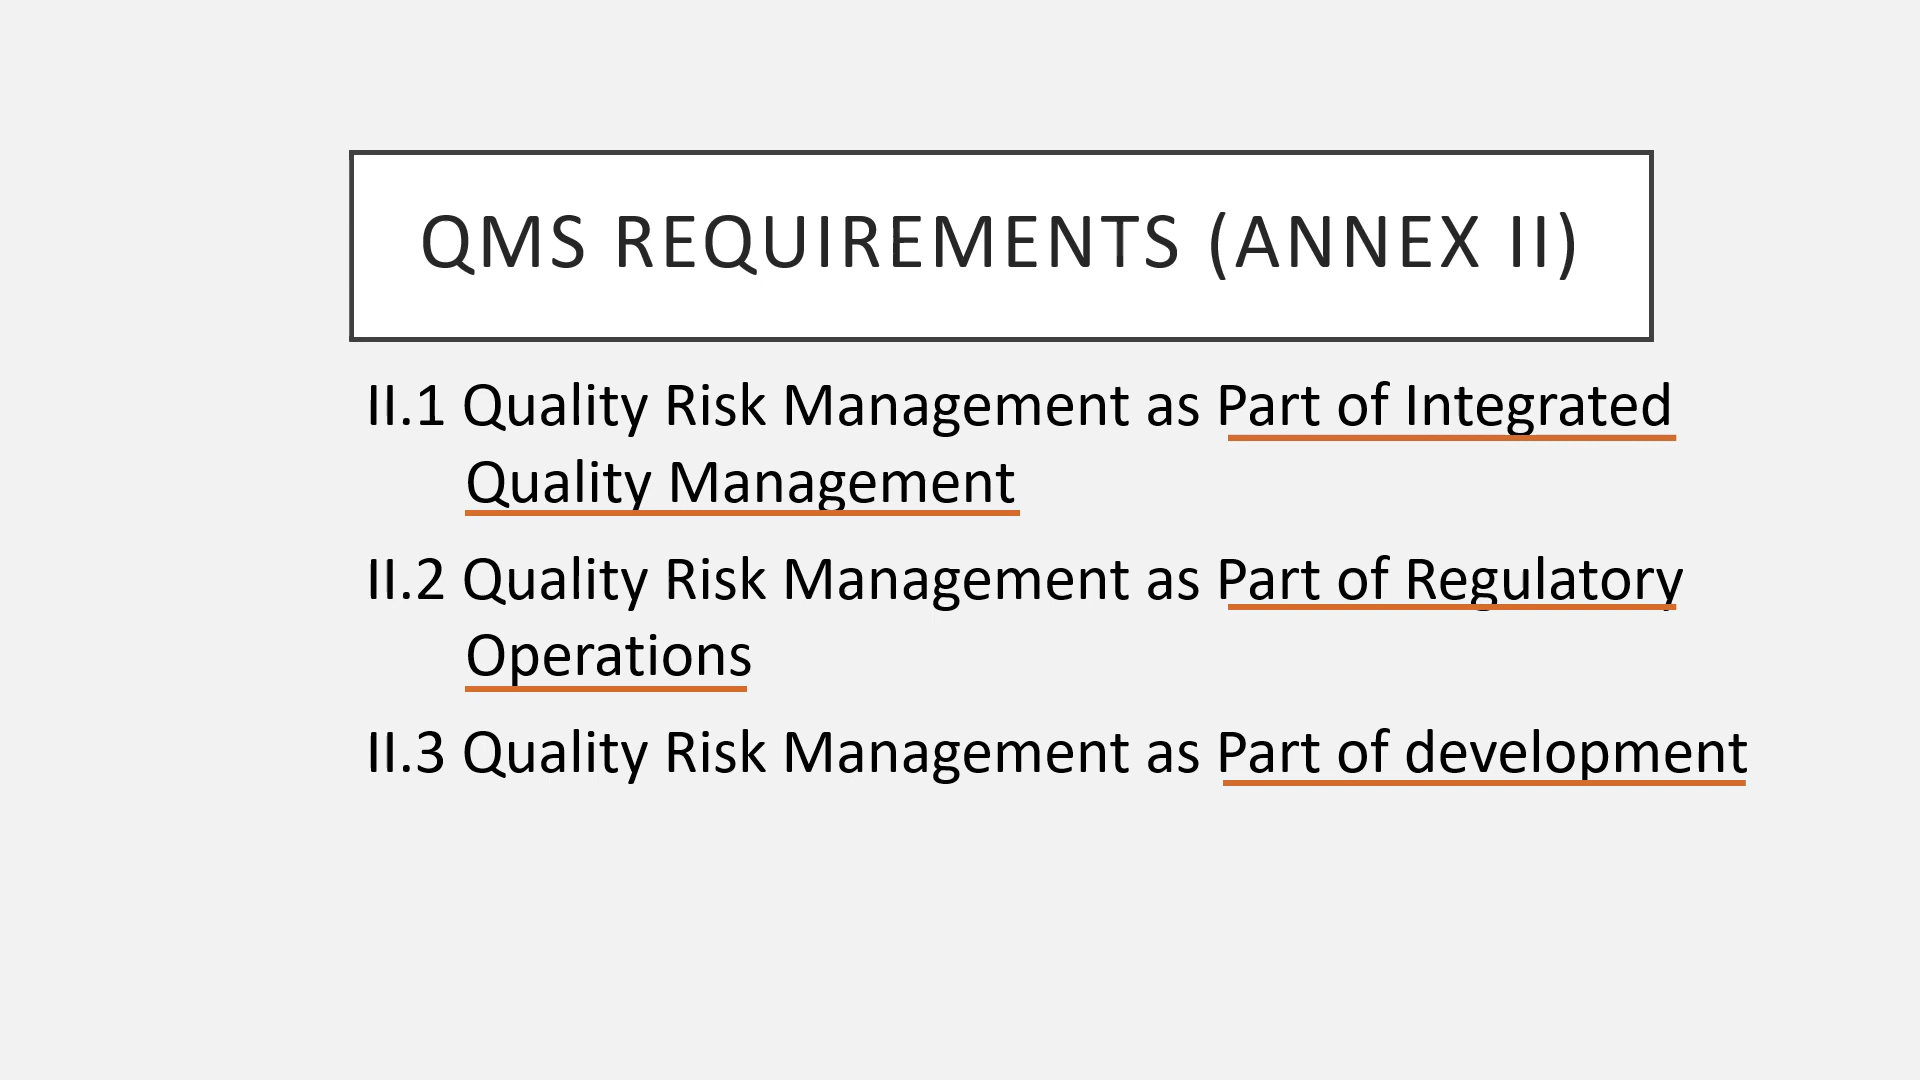 QMS REQUIREMENTS (ANNEX II)
II.1 Quality Risk Management as Part of Integrated
Quality Management
II.2 Quality Risk Management as Part of Regulatory
Operations
II.3 Quality Risk Management as Part of development